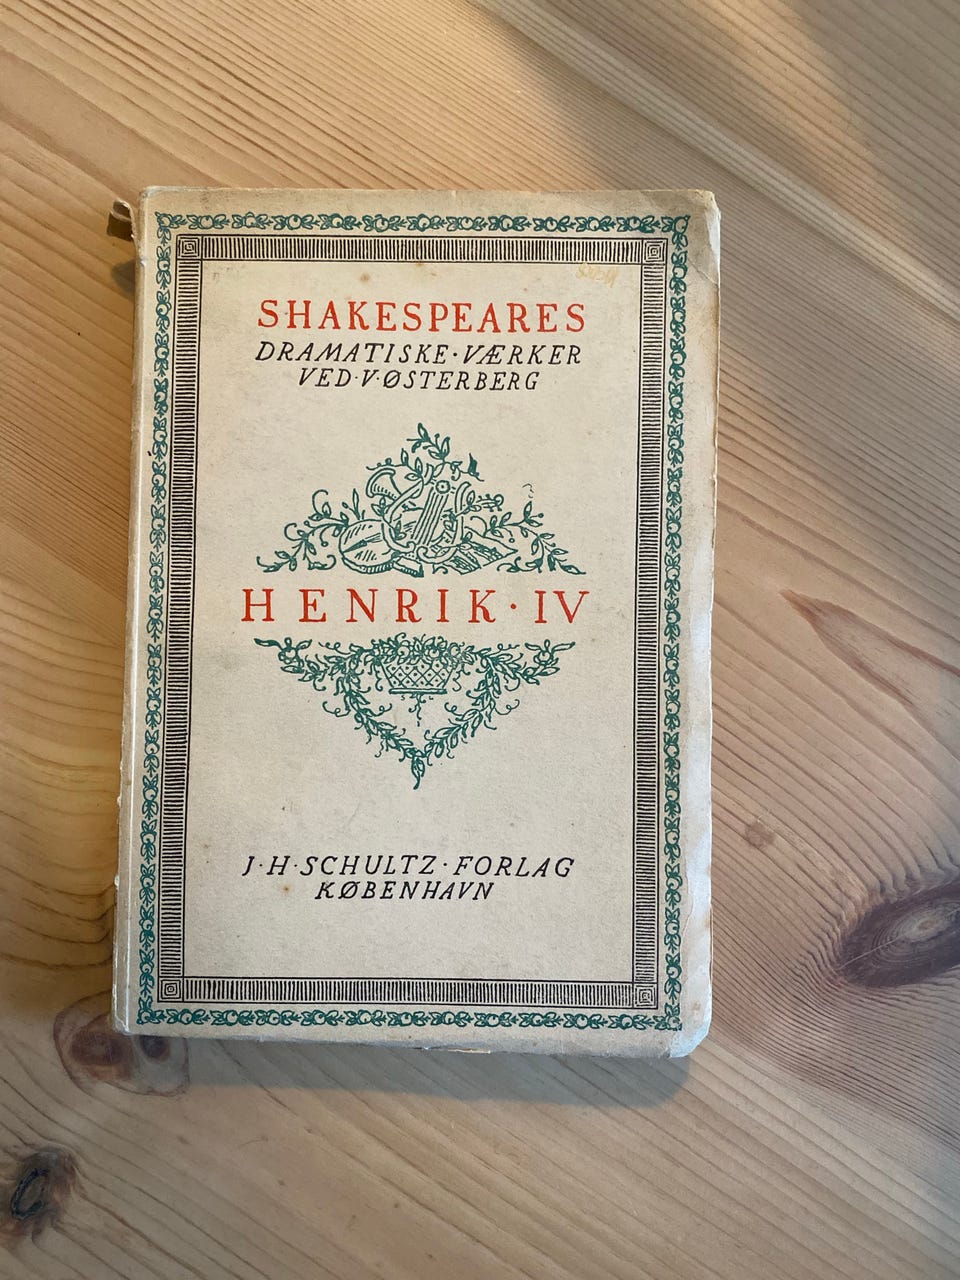 SHAKESPEARES
DRAMATISKE·VÆRKER
VED·V·ØSTERBERG
HENRIK·IV
J·H·SCHULTZ·FORLAG
KØBENHAVN